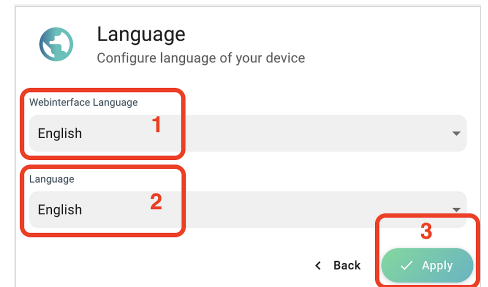 Language
Configure language of your device
Webinterface Language
English
1
Language
English
2
3
Back
Apply